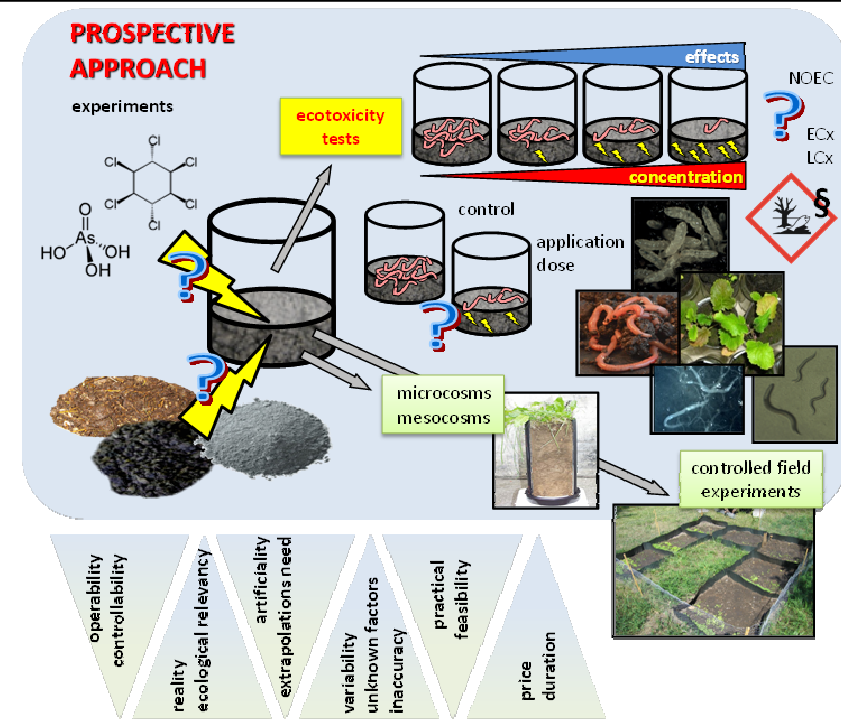 PROSPECTIVE
APPROACH
experiments
ecotoxicity
tests
effects
concentration
NOEC
?
ECx
LCx
§
Cl
Cl
Cl
Cl
Cl
Cl
O
As
HO
OH
OH
?
?
control
application
dose
?
microcosms
mesocosms
controlled field
experiments
operability
controllability
reality
ecological relevancy
artificiality
extrapolations need
variability
unknown factors
inaccuracy
practical
feasibility
price
duration